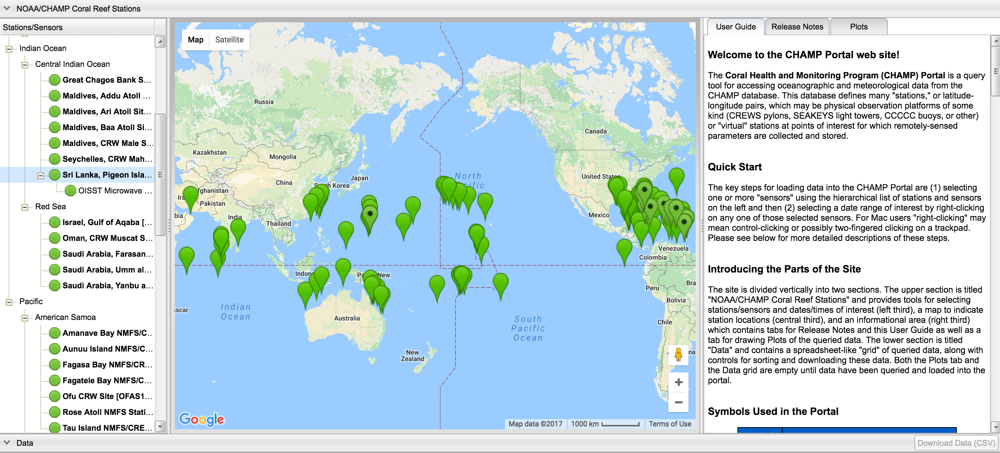 NOAA/CHAMP Coral Reef Stations
Stations/Sensors
Indian Ocean
Central Indian Ocean
Great Chagos Bank S...
Maldives, Addu Atoll ...
Maldives, Ari Atoll Sit...
Maldives, Baa Atoll Si...
Maldives, CRW Male S...
Seychelles, CRW Mah...
Sri Lanka, Pigeon Isla...
OISST Microwave ...
Red Sea
Israel, Gulf of Aqaba [...
Oman, CRW Muscat S...
Saudi Arabia, Farasan...
Saudi Arabia, Umm al...
Saudi Arabia, Yanbu a...
Pacific
American Samoa
Amanave Bay NMFS/C...
Aunuu Island NMFS/C...
Fagasa Bay NMFS/CR...
Fagatele Bay NMFS/C...
Ofu CRW Site [OFAS1...
Rose Atoll NMFS Stati...
Tau Island NMFS/CRE...
Map Satellite
Russia
Canada
Kazakhstan
Mongolia
North
United States
Japan
China
South Korea
fghanistan
Ira
Pakistan
bia
India
Thailand
Mexico
Venezuela
Colombia
Indon
New
Peru
Bra
Bolivia
ascar
Indian
Ocean
Australia
South
Pacific
Ocean
Chile
New
Zealand
na
Google
Map data ©2017 1000 km Terms of Use
User Guide Release Notes Plots
Welcome to the CHAMP Portal web site!
The Coral Health and Monitoring Program (CHAMP) Portal is a query
tool for accessing oceanographic and meteorological data from the
CHAMP database. This database defines many "stations," or latitude-
longitude pairs, which may be physical observation platforms of some
kind (CREWS pylons, SEAKEYS light towers, CCCCC buoys, or other)
or "virtual" stations at points of interest for which remotely-sensed
parameters are collected and stored.
Quick Start
The key steps for loading data into the CHAMP Portal are (1) selecting
one or more "sensors" using the hierarchical list of stations and sensors
on the left and then (2) selecting a date range of interest by right-clicking
on any one of those selected sensors. For Mac users "right-clicking" may
mean control-clicking or possibly two-fingered clicking on a trackpad.
Please see below for more detailed descriptions of these steps.
Introducing the Parts of the Site
The site is divided vertically into two sections. The upper section is titled
"NOAA/CHAMP Coral Reef Stations" and provides tools for selecting
stations/sensors and dates/times of interest (left third), a map to indicate
station locations (central third), and an informational area (right third)
which contains tabs for Release Notes and this User Guide as well as a
tab for drawing Plots of the queried data. The lower section is titled
"Data" and contains a spreadsheet-like "grid" of queried data, along with
controls for sorting and downloading these data. Both the Plots tab and
the Data grid are empty until data have been queried and loaded into the
portal.
Symbols Used in the Portal
Data
Download Data (CSV)